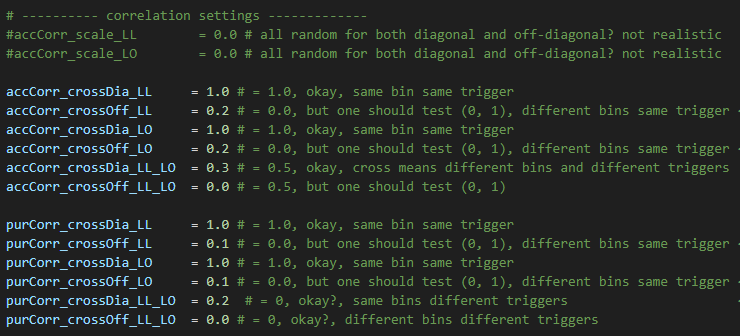 # ---------- correlation settings -------------
#accCorr_scale_LL = 0.0 # all random for both diagonal and off-diagonal? not realistic
#accCorr_scale_LO = 0.0 # all random for both diagonal and off-diagonal? not realistic
accCorr_crossDia_LL = 1.0 # = 1.0, okay, same bin same trigger
accCorr_crossOff_LL = 0.2 # = 0.0, but one should test (0, 1), different bins same trigger
accCorr_crossDia_LO = 1.0 # = 1.0, okay, same bin same trigger
accCorr_crossOff_LO = 0.2 # = 0.0, but one should test (0, 1), different bins same trigger
accCorr_crossDia_LL_LO = 0.3 # = 0.5, okay, cross means different bins and different triggers
accCorr_crossOff_LL_LO = 0.0 # = 0.5, but one should test (0, 1)
purCorr_crossDia_LL = 1.0 # = 1.0, okay, same bin same trigger
purCorr_crossOff_LL = 0.1 # = 0.0, but one should test (0, 1), different bins same trigger
purCorr_crossDia_LO = 1.0 # = 1.0, okay, same bin same trigger
purCorr_crossOff_LO = 0.1 # = 0.0, but one should test (0, 1), different bins same trigger
purCorr_crossDia_LL_LO = 0.2 # = 0, okay?, same bins different triggers
purCorr_crossOff_LL_LO = 0.0 # = 0, okay?, different bins different triggers